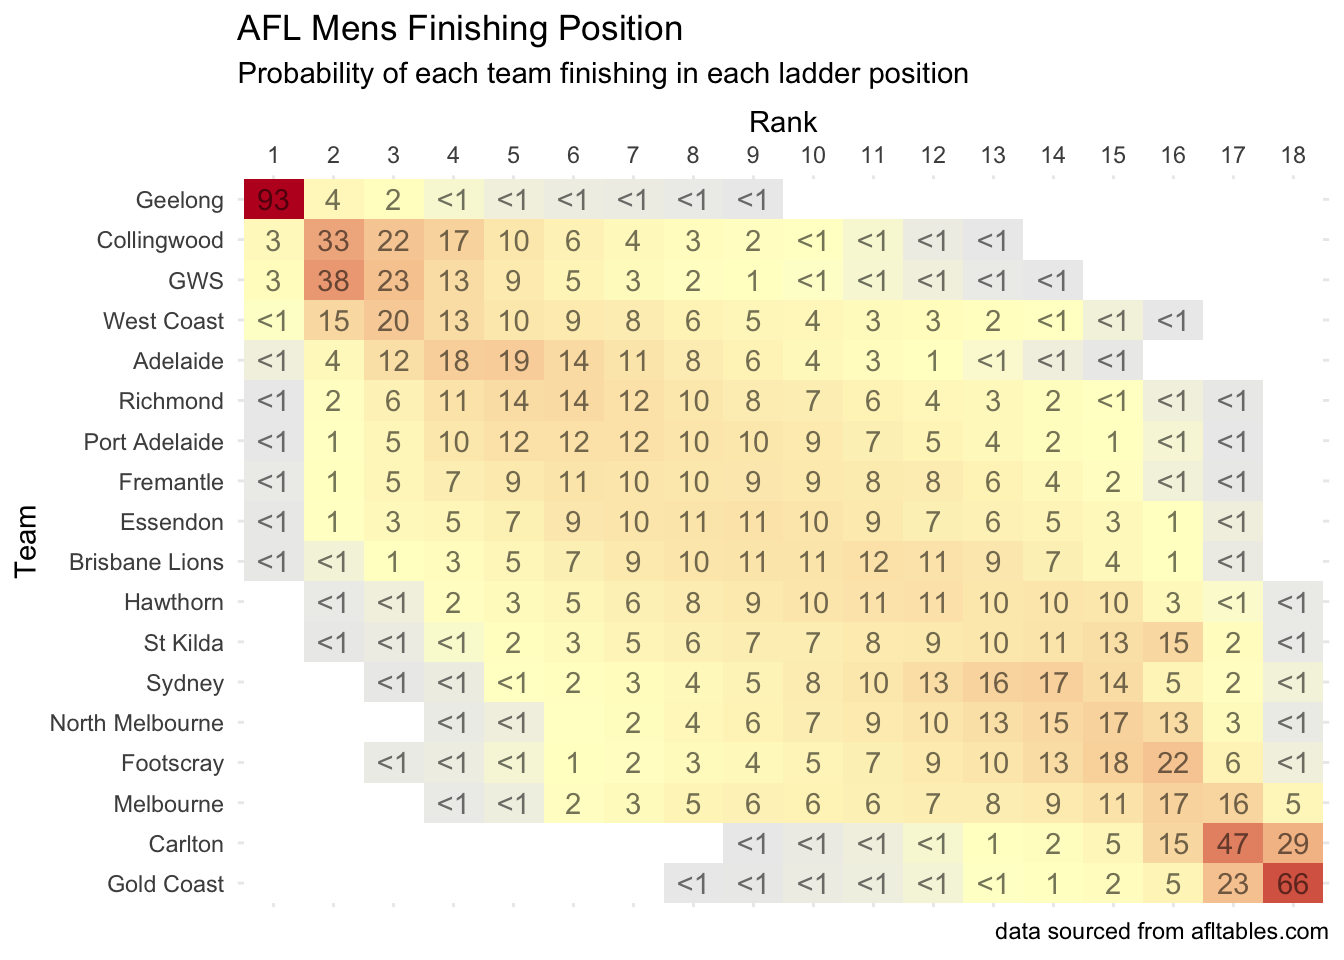 AFL Mens Finishing Position
Probability of each team finishing in each ladder position
Rank
1 2 3 4 5 6 7 8 9 10 11 12 13 14 15 16 17 18
Team
Geelong 93 4 2 <1 <1 <1 <1 <1 <1
Collingwood 3 33 22 17 10 6 4 3 2 <1 <1 <1 <1
GWS 3 38 23 13 9 5 3 2 1 <1 <1 <1 <1 <1
West Coast <1 15 20 13 10 9 8 6 5 4 3 3 2 <1 <1 <1
Adelaide <1 4 12 18 19 14 11 8 6 4 3 1 <1 <1 <1
Richmond <1 2 6 11 14 14 12 10 8 7 6 4 3 2 <1 <1 <1
Port Adelaide <1 1 5 10 12 12 12 10 10 9 7 5 4 2 1 <1 <1
Fremantle <1 1 5 7 9 11 10 10 9 9 8 8 6 4 2 <1 <1
Essendon <1 1 3 5 7 9 10 11 11 10 9 7 6 5 3 1 <1
Brisbane Lions <1 <1 1 3 5 7 9 10 11 11 12 11 9 7 4 1 <1
Hawthorn <1 <1 2 3 5 6 8 9 10 11 11 10 10 10 3 <1 <1
St Kilda <1 <1 <1 2 3 5 6 7 7 8 9 10 11 13 15 2 <1
Sydney <1 <1 <1 2 3 4 5 8 10 13 16 17 14 5 2 <1
North Melbourne <1 <1 2 4 6 7 9 10 13 15 17 13 3 <1
Footscray <1 <1 <1 1 2 3 4 5 7 9 10 13 18 22 6 <1
Melbourne <1 <1 2 3 5 6 6 6 7 8 9 11 17 16 5
Carlton <1 <1 <1 <1 1 2 5 15 47 29
Gold Coast <1 <1 <1 <1 <1 <1 1 2 5 23 66
data sourced from afltables.com